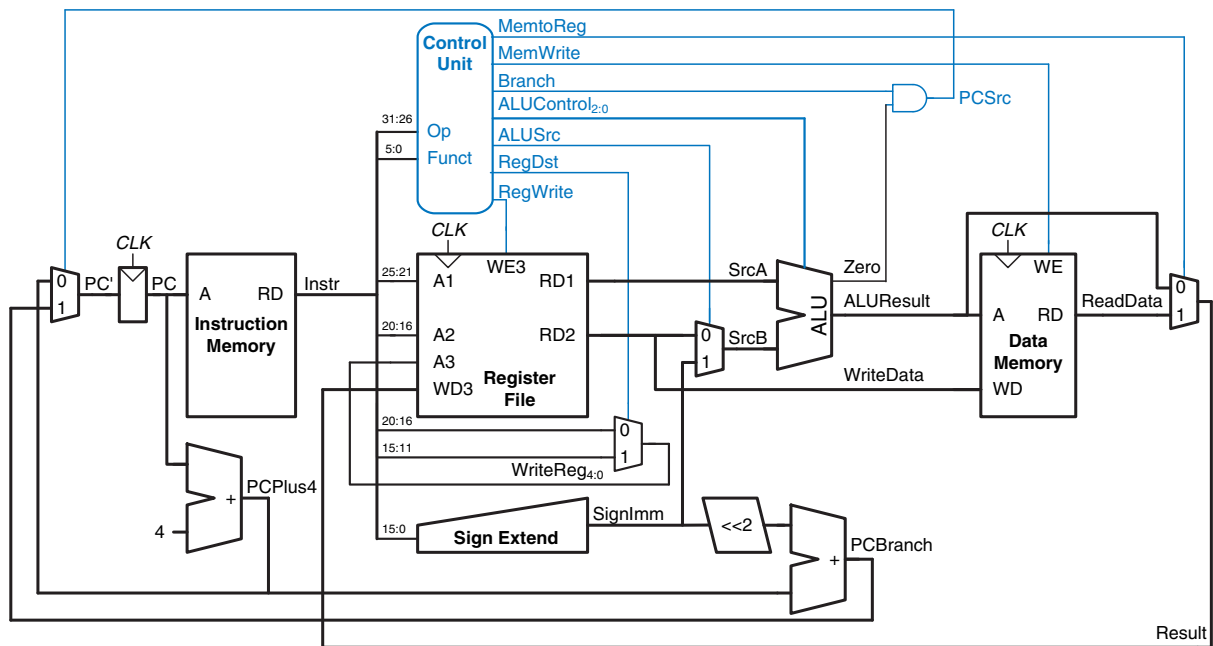 MemtoReg
Control
Unit
MemWrite
Branch
PCSrc
ALUControl2:0
31:26
Op
ALUSrc
5:0
Funct
RegDst
RegWrite
CLK
CLK
CLK
WE3
WE
0
1
PC'
PC
A
RD
Instr
Instruction
Memory
25:21
A1
RD1
SrcA
Zero
20:16
A2
RD2
0
1
SrcB
ALU
ALUResult
A
RD
Data
Memory
ReadData
0
1
A3
WD3
Register
File
WriteData
WD
20:16
0
15:11
1
WriteReg4:0
PCPlus4
+
4
15:0
Sign Extend
SignImm
<<2
+
PCBranch
Result